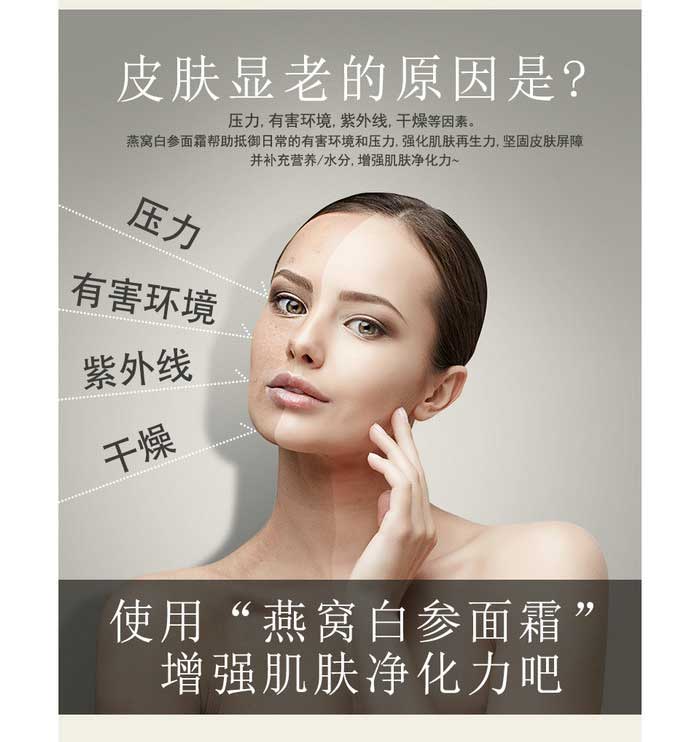 皮肤显老的原因是?
压力, 有害环境, 紫外线, 干燥等因素。
燕窝白参面霜帮助抵御日常的有害环境和压力, 强化肌肤再生力, 坚固皮肤屏障
并补充营养/水分, 增强肌肤净化力~
压力
有害环境
紫外线
干燥
使用“燕窝白参面霜”
增强肌肤净化力吧